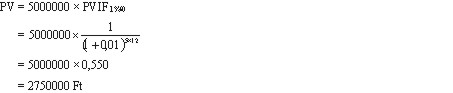 PV = 5000000 × PVIF1%60
= 5000000 × 1 / (1+0,01)^5×12
= 5000000 × 0,550
= 2750000 Ft